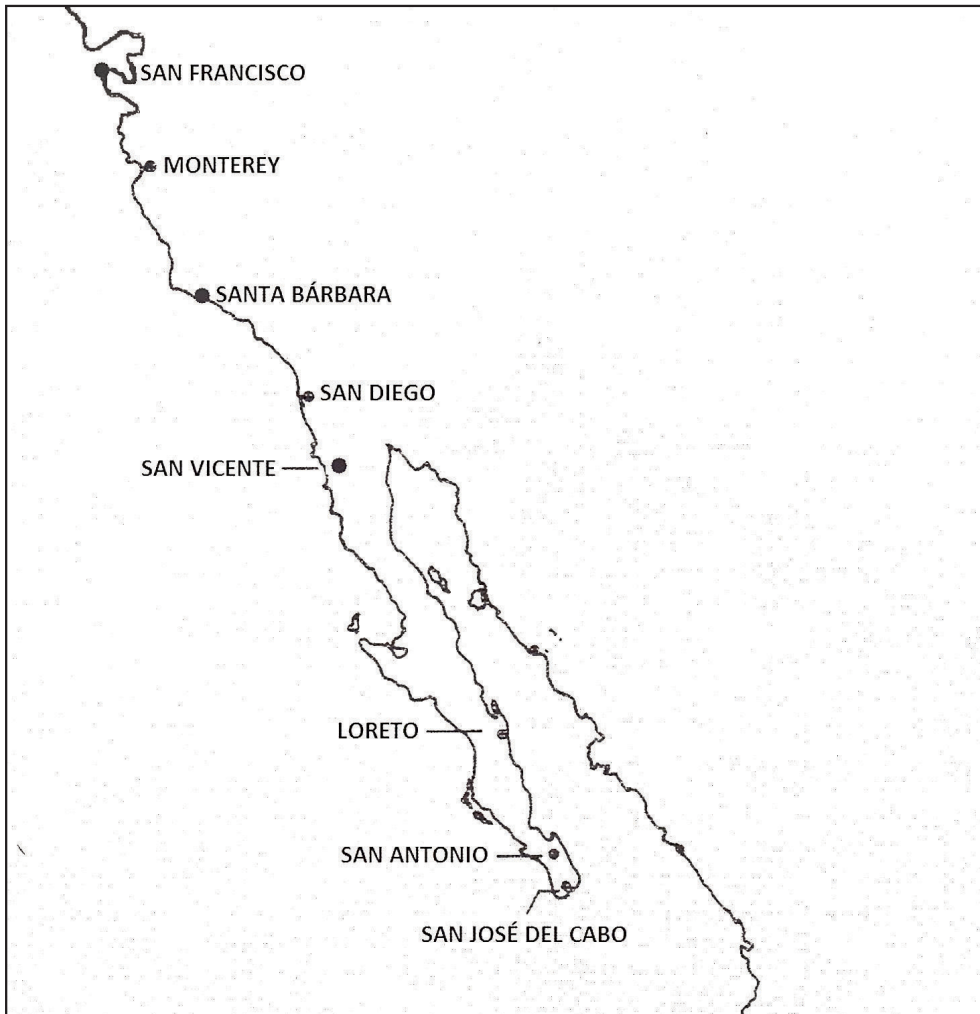 SAN FRANCISCO
MONTEREY
SANTA BÁRBARA
SAN DIEGO
SAN VICENTE
LORETO
SAN ANTONIO
SAN JOSÉ DEL CABO